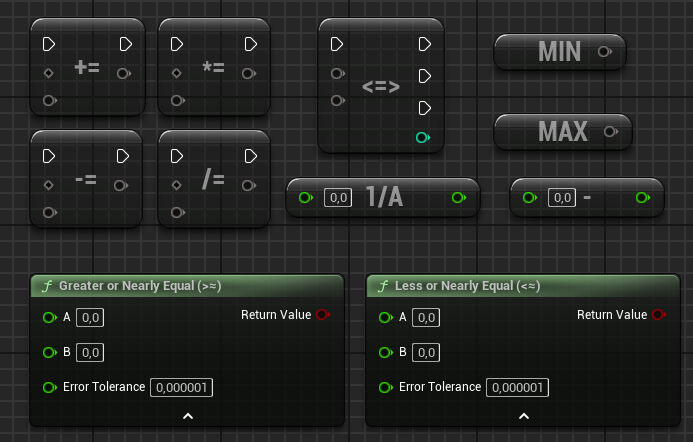 += *= <=> MIN
MAX
-= /=
0,0 1/A 0,0 -
f Greater or Nearly Equal (>≈)
A 0,0 Return Value
B 0,0
Error Tolerance 0,000001
f Less or Nearly Equal (<≈)
A 0,0 Return Value
B 0,0
Error Tolerance 0,000001